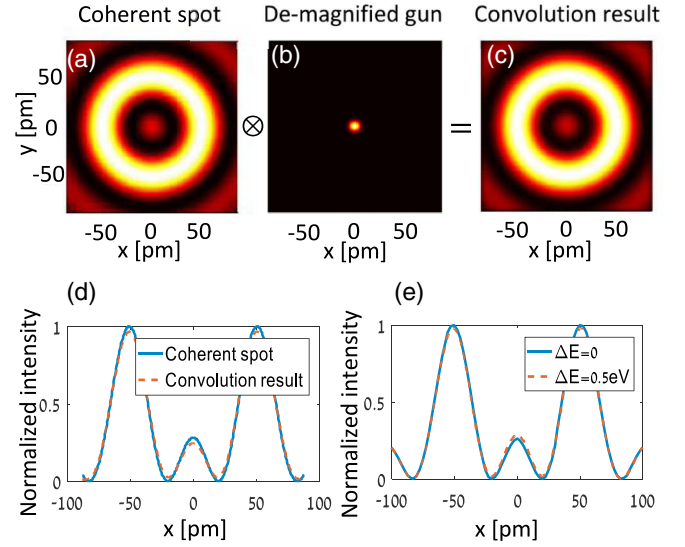 Coherent spot De-magnified gun Convolution result
(a) (b) (c)
y [pm]
50
0
-50
⊗ =
-50 0 50 -50 0 50 -50 0 50
x [pm] x [pm] x [pm]
(d) (e)
Normalized intensity
1
0.5
0
Coherent spot
Convolution result
-100 -50 0 50 100
x [pm]
Normalized intensity
1
0.5
0
ΔE=0
ΔE=0.5eV
-100 -50 0 50 100
x [pm]